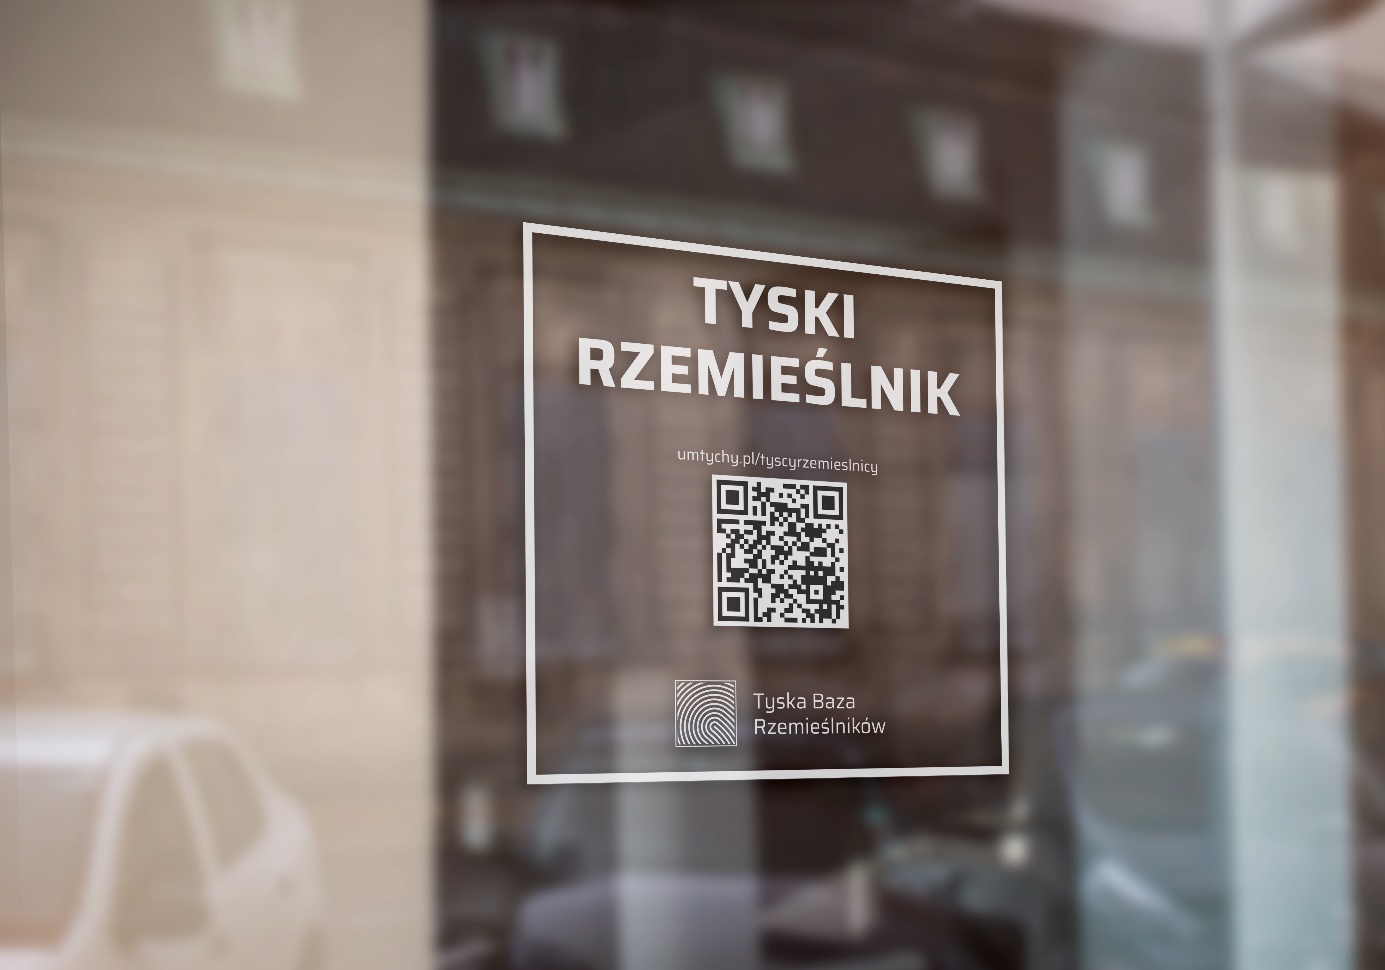 TYSKI
RZEMIEŚLNIK
umtychy.pl/tyscyrzemieslnicy
Tyska Baza
Rzemieślników